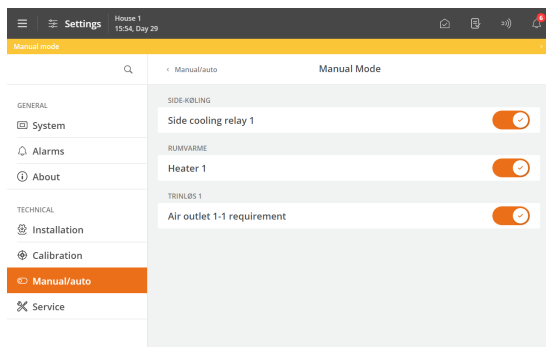 Settings
House 1
15:54, Day 29
6
Manual mode
Manual/auto
Manual Mode
GENERAL
System
Alarms
About
TECHNICAL
Installation
Calibration
Manual/auto
Service
SIDE-KØLING
Side cooling relay 1
RUMVARME
Heater 1
TRINLØS 1
Air outlet 1-1 requirement